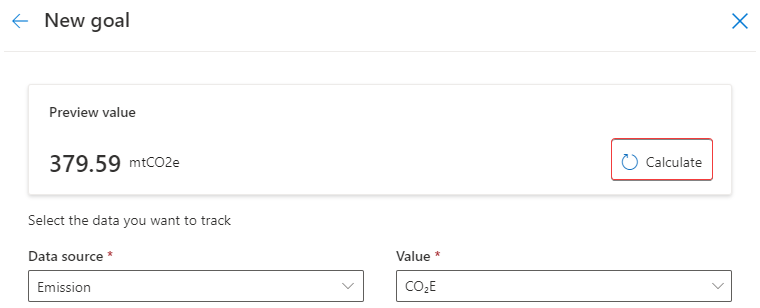 New goal
Preview value
379.59 mtCO2e
Calculate
Select the data you want to track
Data source * Value *
Emission CO₂E